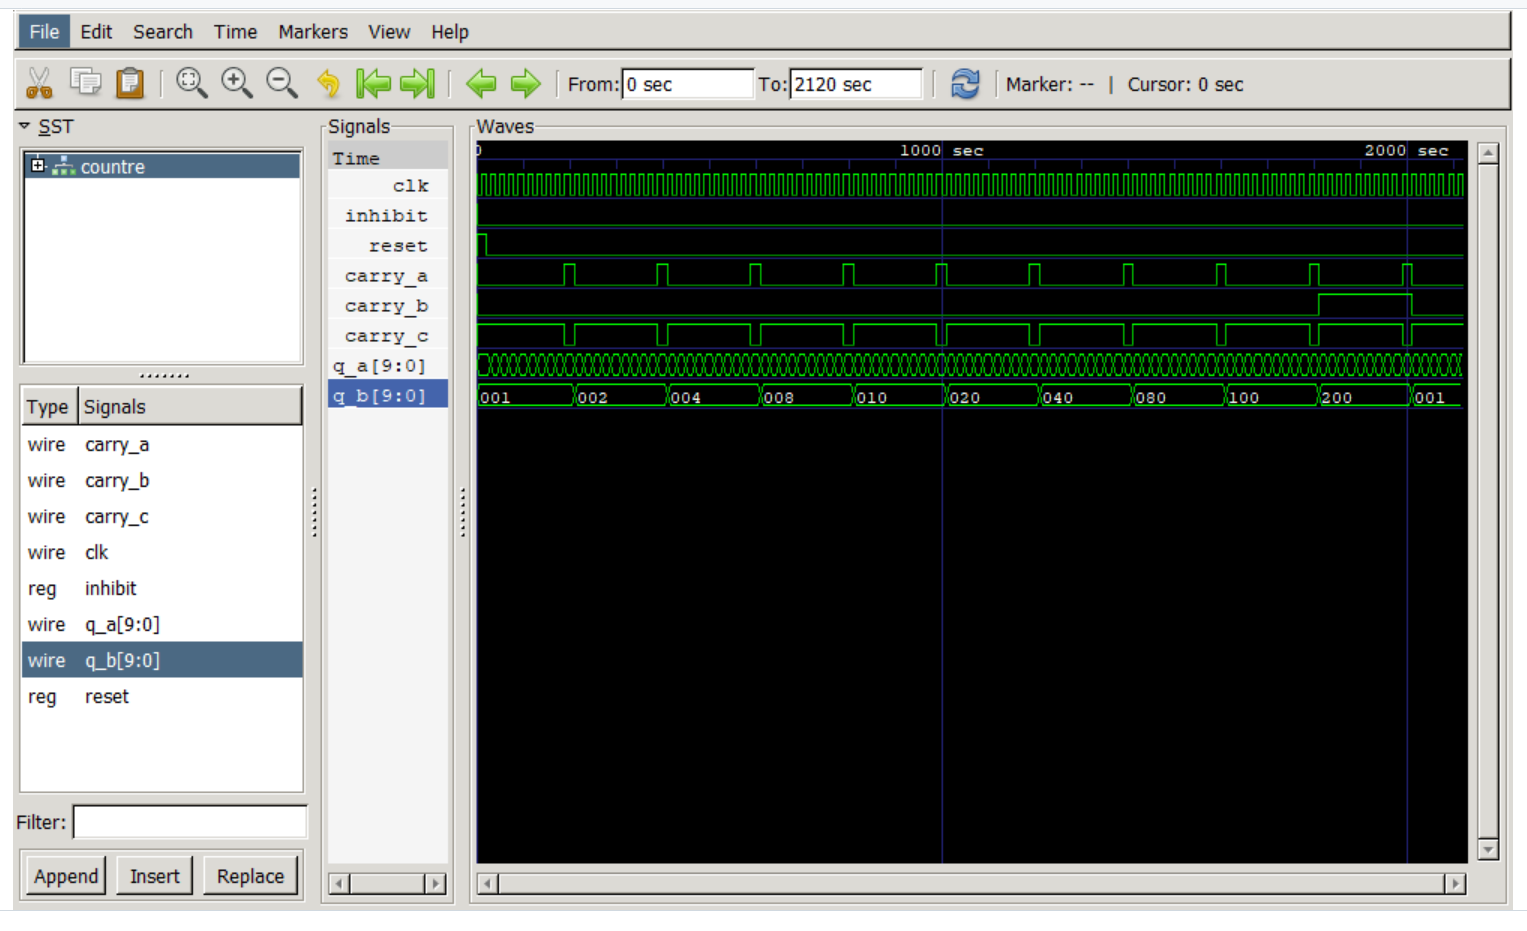 File Edit Search Time Markers View Help
From: 0 sec To: 2120 sec Marker: -- | Cursor: 0 sec
SST
countre
Type Signals
wire carry_a
wire carry_b
wire carry_c
wire clk
reg inhibit
wire q_a[9:0]
wire q_b[9:0]
reg reset
Filter:
Append Insert Replace
Signals
Time
clk
inhibit
reset
carry_a
carry_b
carry_c
q_a[9:0]
q_b[9:0]
Waves
0 1000 sec 2000 sec
001 002 004 008 010 020 040 080 100 200 001